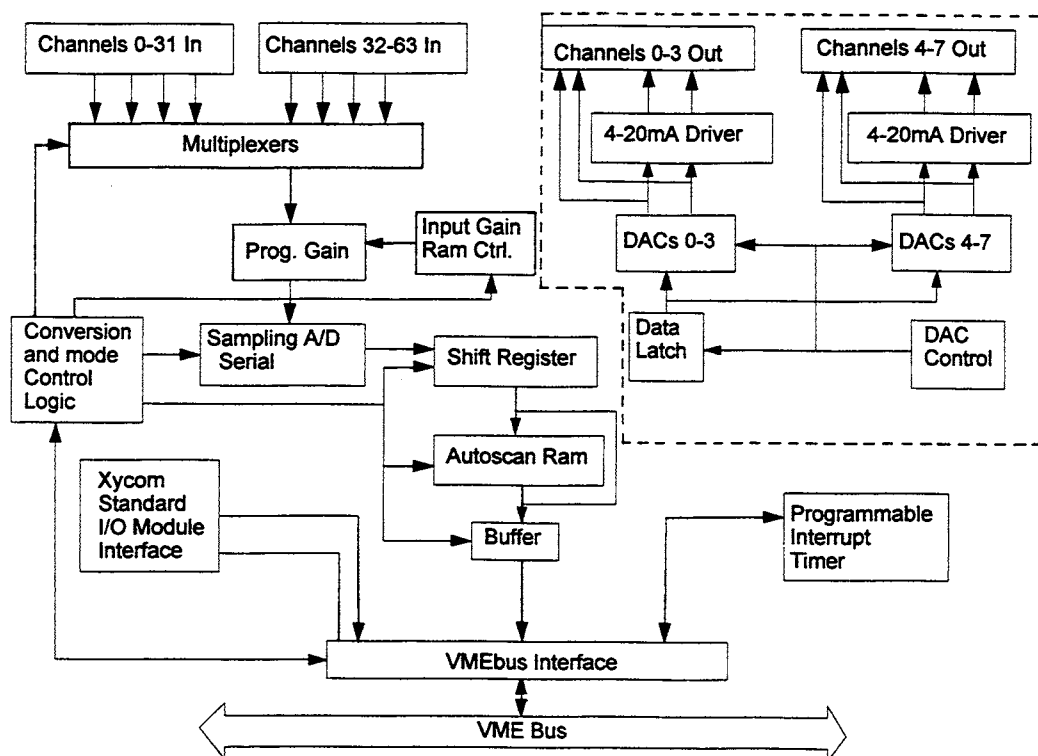 Channels 0-31 In
Channels 32-63 In
Channels 0-3 Out
Channels 4-7 Out
4-20mA Driver
4-20mA Driver
Multiplexers
Prog. Gain
Input Gain
Ram Ctrl.
DACs 0-3
DACs 4-7
Conversion
and mode
Control
Logic
Sampling A/D
Serial
Shift Register
Data
Latch
DAC
Control
Autoscan Ram
Xycom
Standard
I/O Module
Interface
Buffer
Programmable
Interrupt
Timer
VMEbus Interface
VME Bus